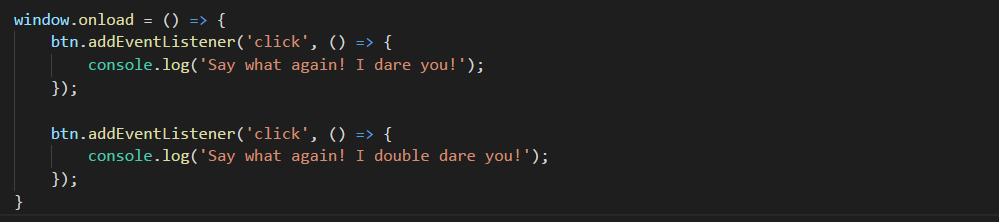 window.onload = () => {
    btn.addEventListener('click', () => {
        console.log('Say what again! I dare you!');
    });

    btn.addEventListener('click', () => {
        console.log('Say what again! I double dare you!');
    });
}